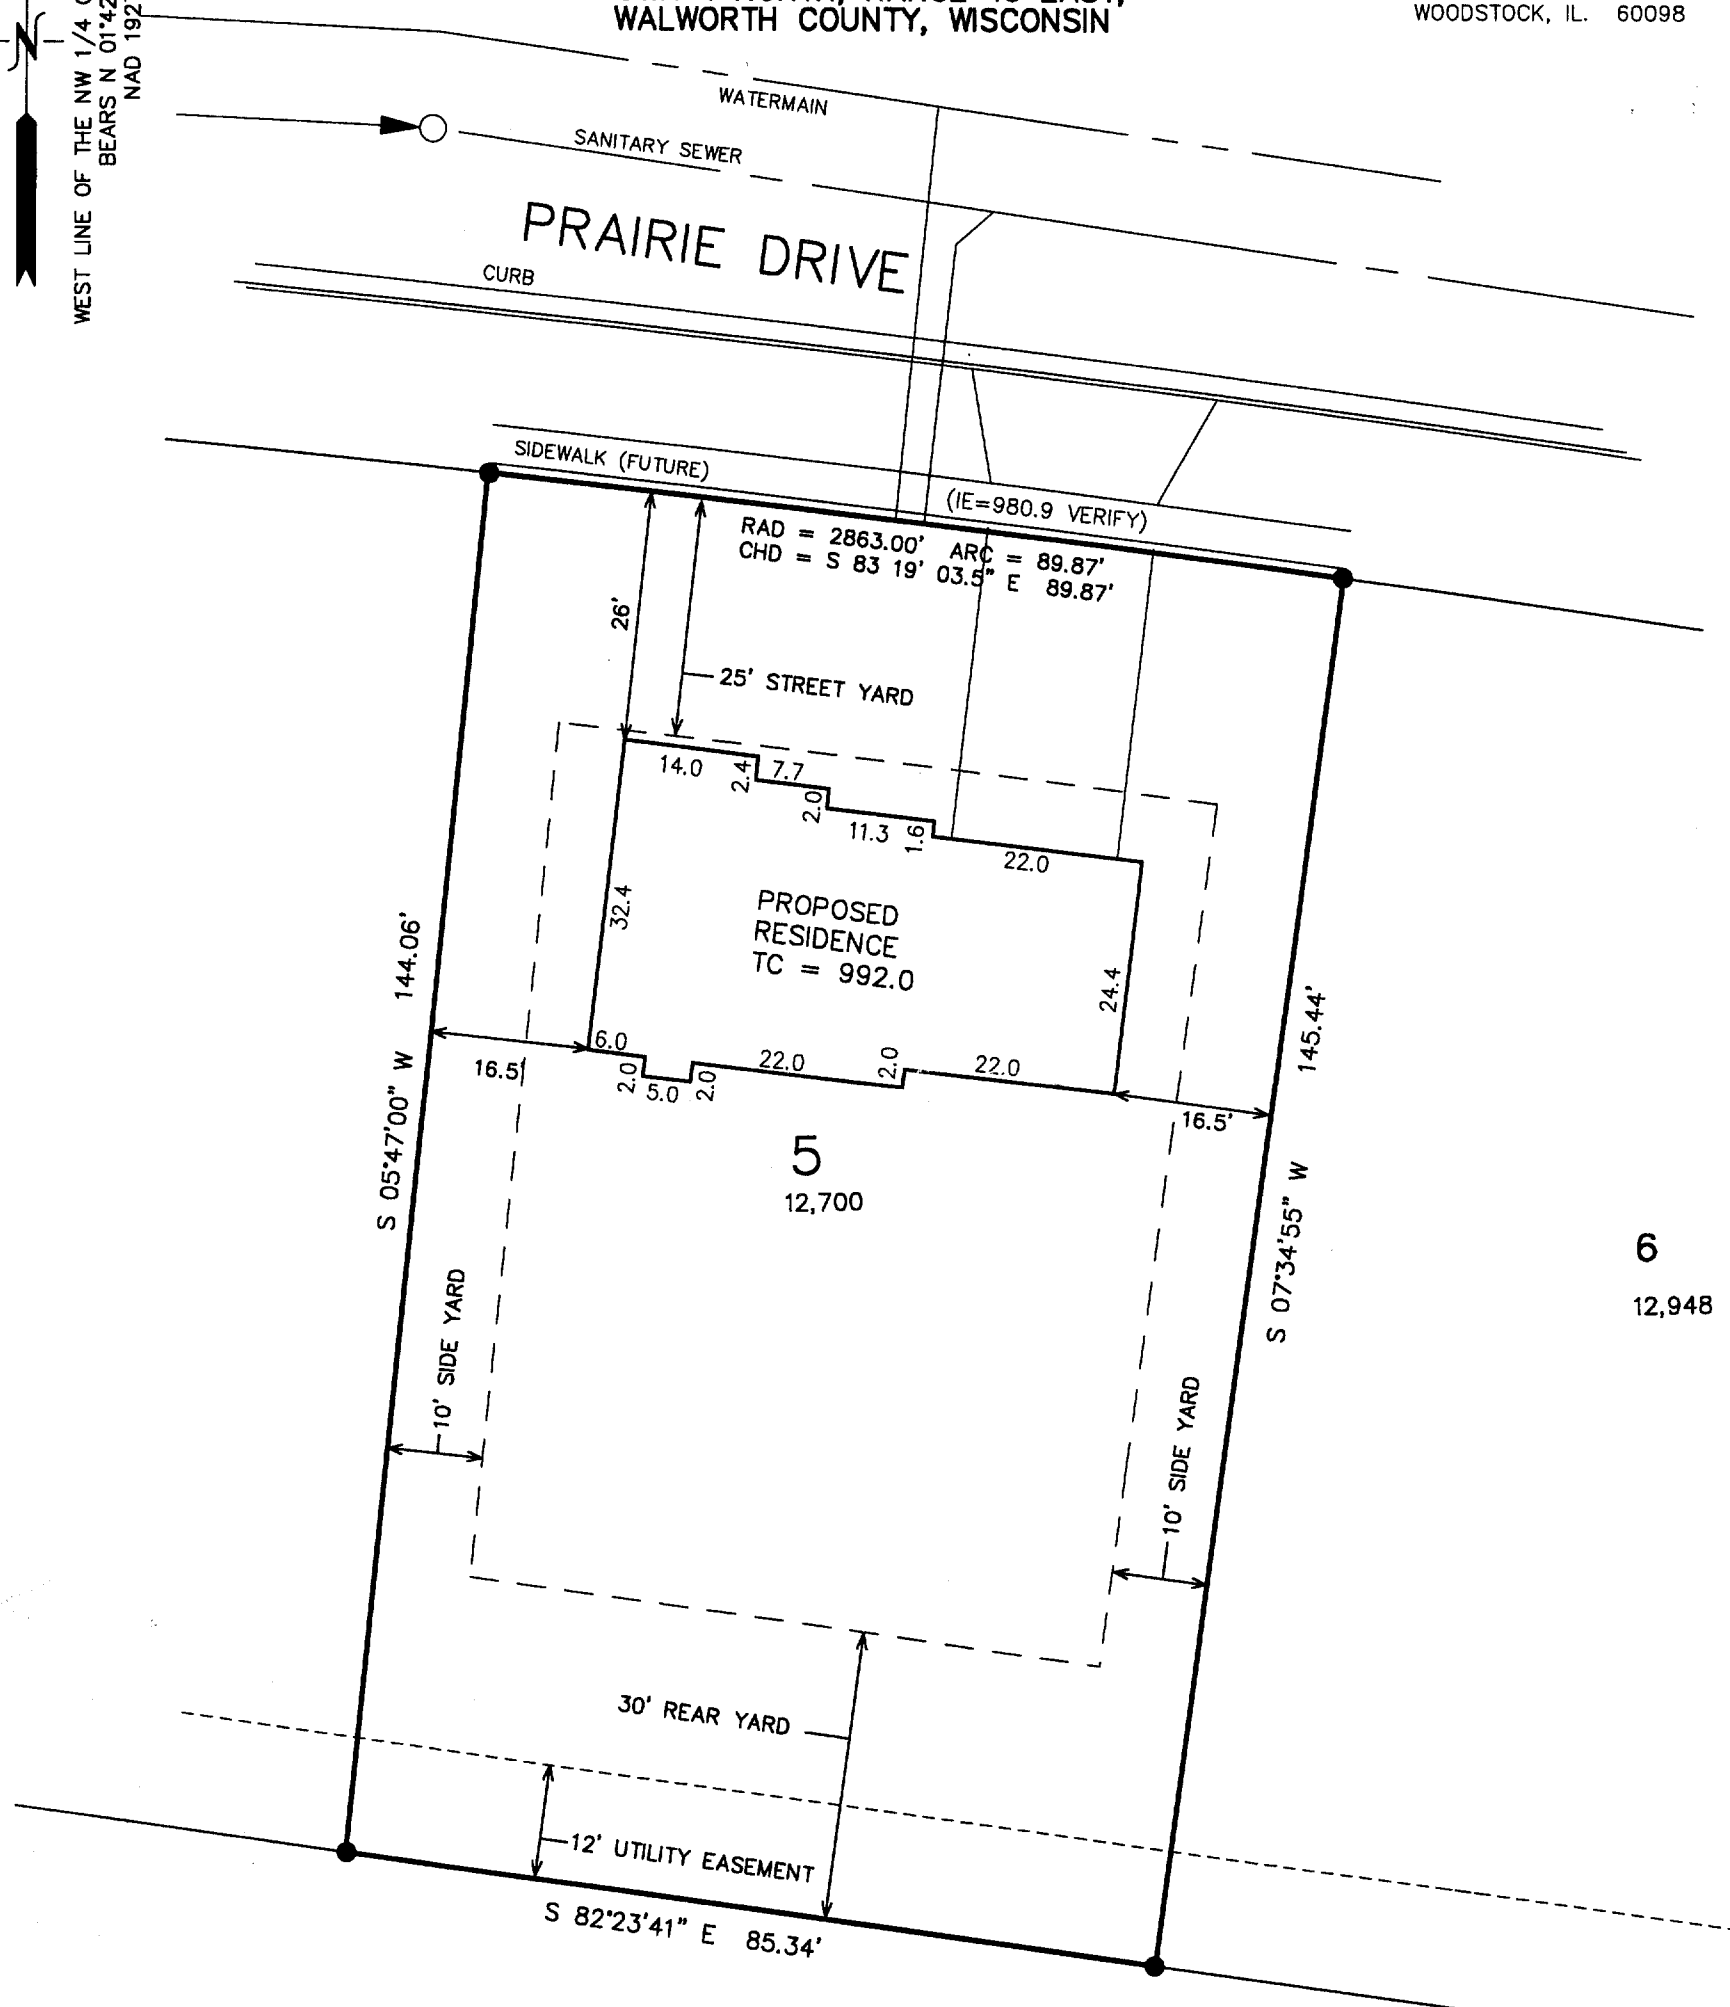 WALWORTH COUNTY, WISCONSIN
WOODSTOCK, IL. 60098
N
WEST LINE OF THE NW 1/4
BEARS N 01°42
NAD 192
WATERMAIN
SANITARY SEWER
PRAIRIE DRIVE
CURB
SIDEWALK (FUTURE)
(IE=980.9 VERIFY)
RAD = 2863.00' ARC = 89.87'
CHD = S 83 19' 03.5" E 89.87'
26'
25' STREET YARD
14.0
2.4
7.7
2.0
11.3
1.6
22.0
32.4
PROPOSED
RESIDENCE
TC = 992.0
24.4
S 05°47'00" W 144.06'
145.44'
S 07°34'55" W
16.5'
6.0
2.0
5.0
2.0
22.0
2.0
22.0
16.5'
5
12,700
6
12,948
10' SIDE YARD
10' SIDE YARD
30' REAR YARD
12' UTILITY EASEMENT
S 82°23'41" E 85.34'